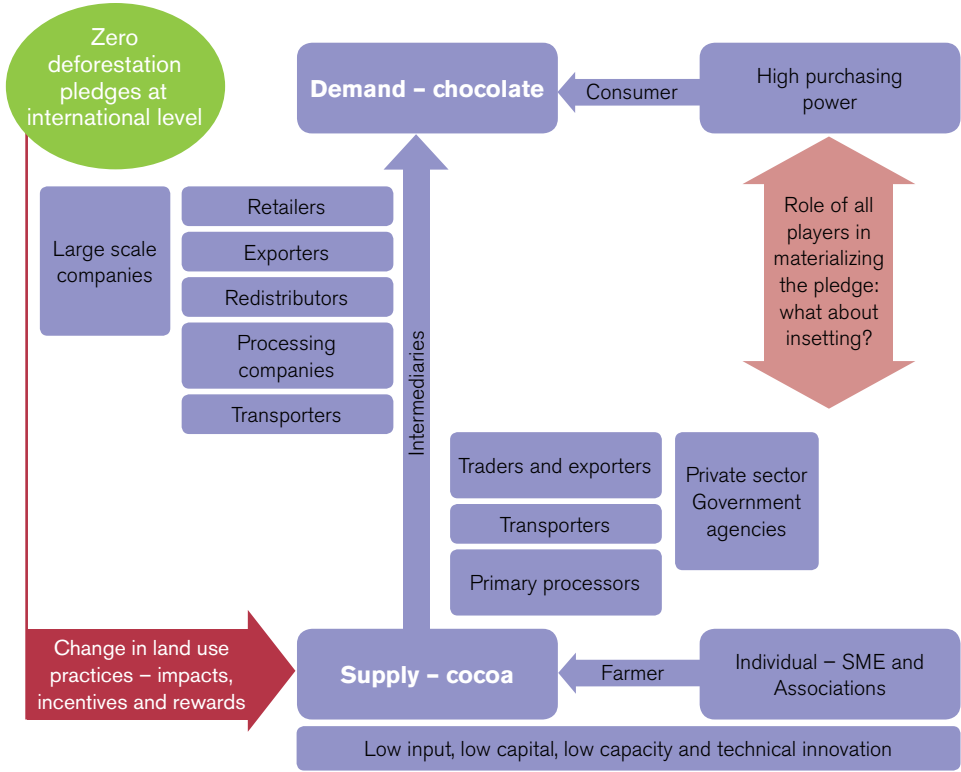 Zero
deforestation
pledges at
international level
Demand – chocolate
Consumer
High purchasing
power
Large scale
companies
Retailers
Exporters
Redistributors
Processing
companies
Transporters
Intermediaries
Role of all
players in
materializing
the pledge:
what about
insetting?
Traders and exporters
Transporters
Primary processors
Private sector
Government
agencies
Change in land use
practices – impacts,
incentives and rewards
Supply – cocoa
Farmer
Individual – SME and
Associations
Low input, low capital, low capacity and technical innovation